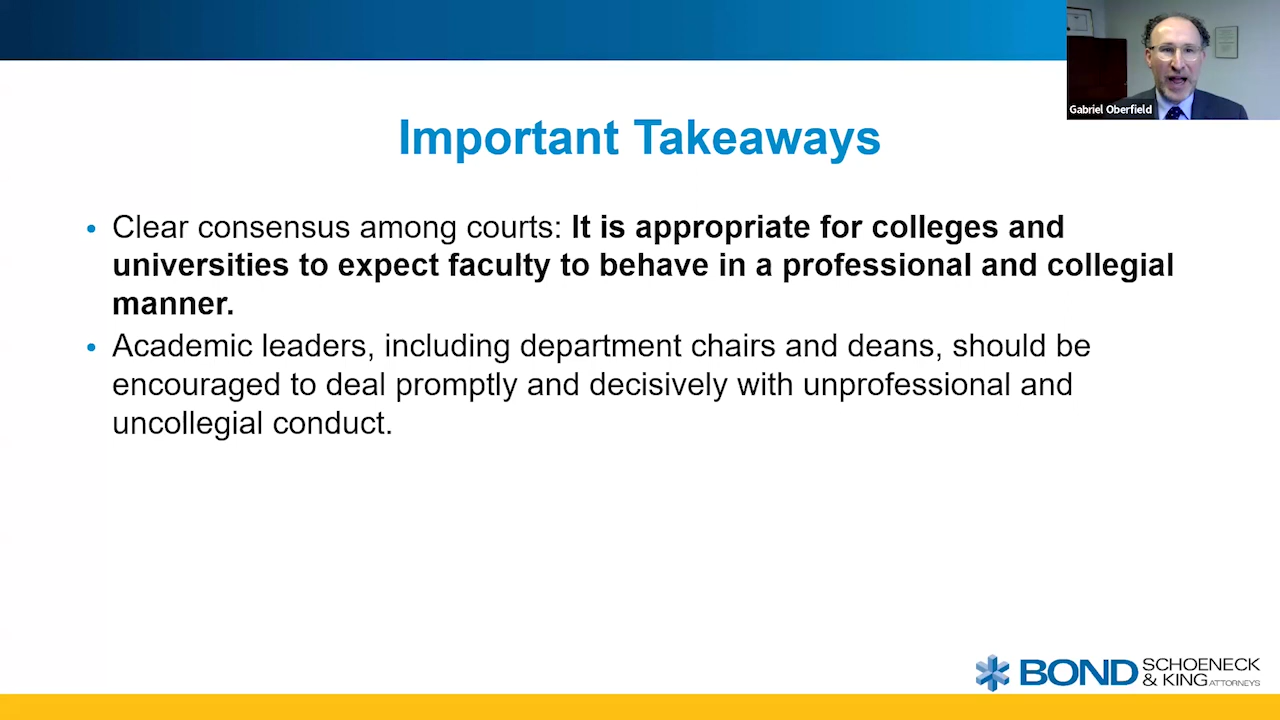 Gabriel Oberfield
Important Takeaways
• Clear consensus among courts: It is appropriate for colleges and
universities to expect faculty to behave in a professional and collegial
manner.
• Academic leaders, including department chairs and deans, should be
encouraged to deal promptly and decisively with unprofessional and
uncollegial conduct.
BOND SCHOENECK
& KING ATTORNEYS